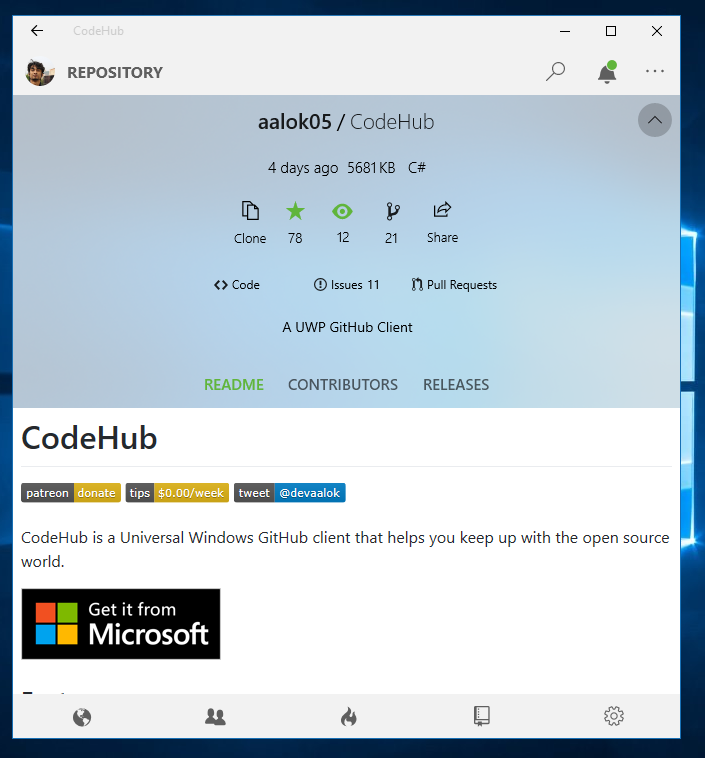 CodeHub
REPOSITORY
aalok05 / CodeHub
4 days ago 5681KB C#
Clone 78 12 21 Share
Code Issues 11 Pull Requests
A UWP GitHub Client
README CONTRIBUTORS RELEASES
CodeHub
patreon donate tips $0.00/week tweet @devaalok
CodeHub is a Universal Windows GitHub client that helps you keep up with the open source
world.
Get it from
Microsoft